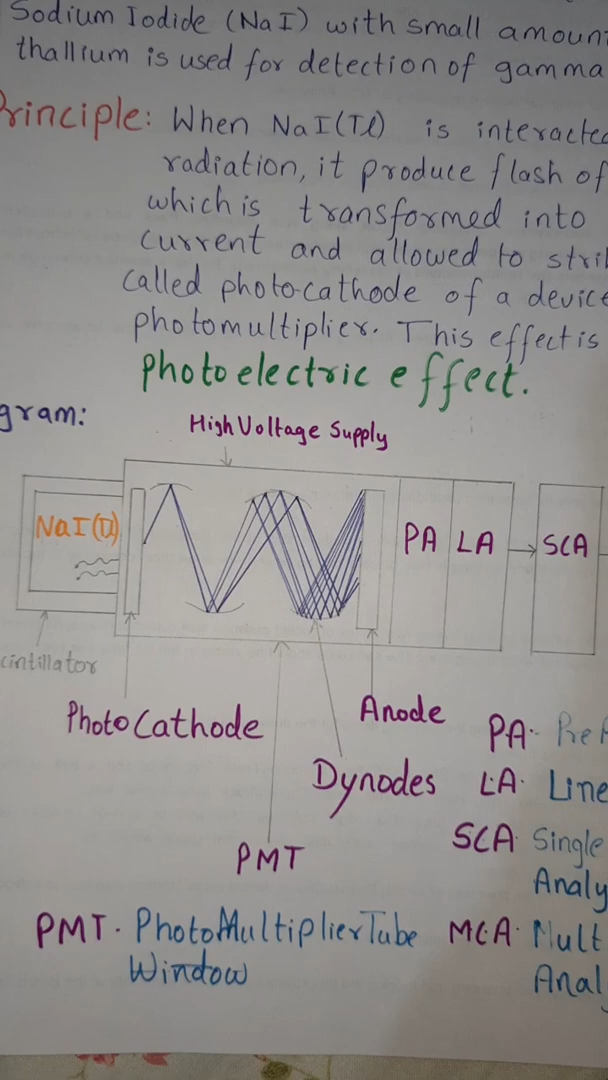 Sodium Iodide (NaI) with small amoun
thallium is used for detection of gamma
Principle: When NaI(Tl) is interacte
radiation, it produce flash of
which is transformed into
current and allowed to stri
called photocathode of a device
photomultiplier. This effect is
photoelectric effect.
gram:
High Voltage Supply
NaI(Tl)
PA LA SCA
cintillator
Photo Cathode
Anode
Dynodes
PMT
PA- Pre
LA- Line
SCA- Single
Analy
PMT- PhotoMultiplierTube
Window
MCA- Mult
Anal